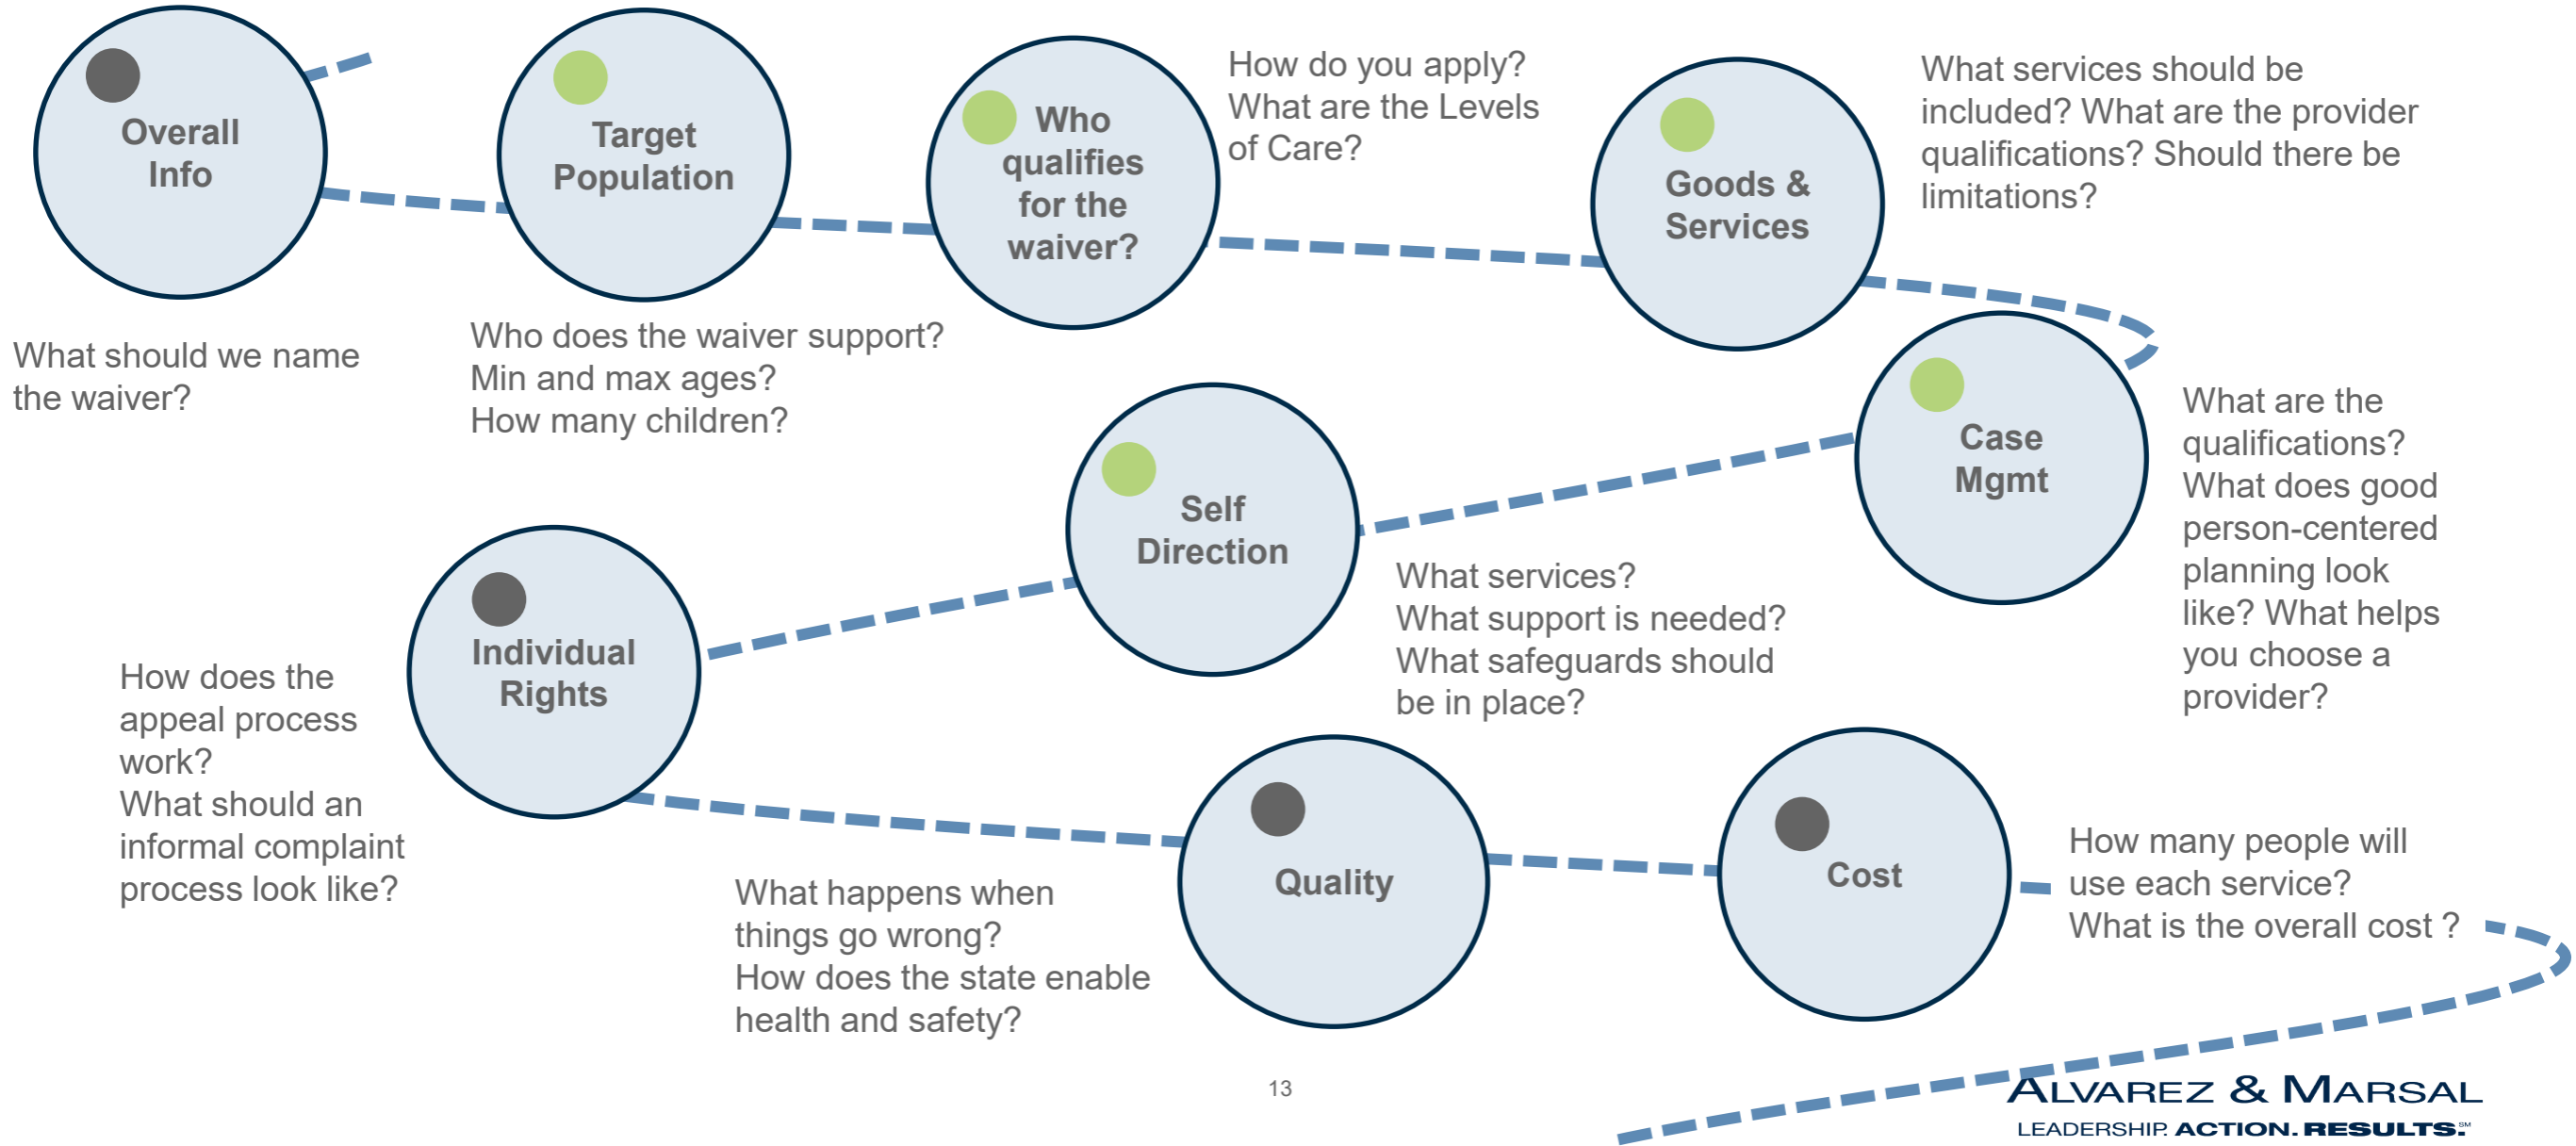 Overall
Info
What should we name
the waiver?
Target
Population
Who does the waiver support?
Min and max ages?
How many children?
Who
qualifies
for the
waiver?
How do you apply?
What are the Levels
of Care?
Goods &
Services
What services should be
included? What are the provider
qualifications? Should there be
limitations?
Case
Mgmt
What are the
qualifications?
What does good
person-centered
planning look
like? What helps
you choose a
provider?
Self
Direction
What services?
What support is needed?
What safeguards should
be in place?
Individual
Rights
How does the
appeal process
work?
What should an
informal complaint
process look like?
Quality
What happens when
things go wrong?
How does the state enable
health and safety?
Cost
How many people will
use each service?
What is the overall cost ?
13
ALVAREZ & MARSAL
LEADERSHIP. ACTION. RESULTS.℠